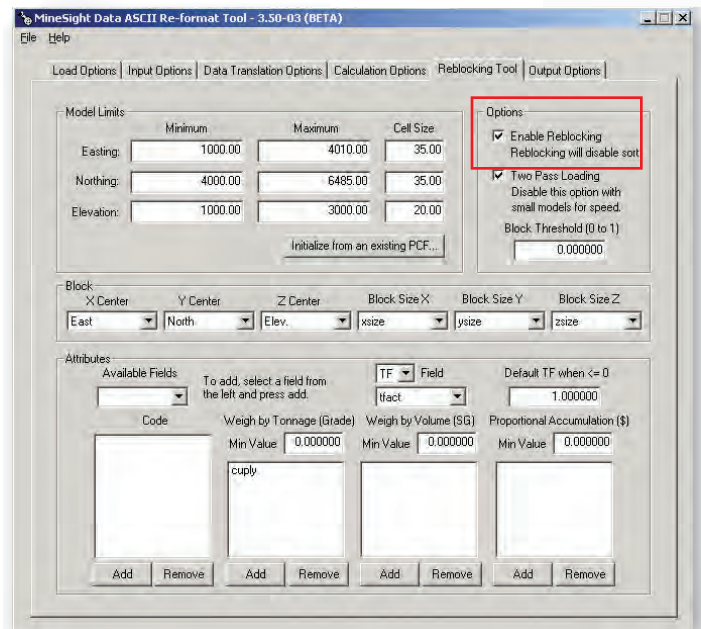 MineSight Data ASCII Re-format Tool - 3.50-03 (BETA)
File Help
Load Options Input Options Data Translation Options Calculation Options Reblocking Tool Output Options
Model Limits
Minimum Maximum Cell Size
Easting: 1000.00 4010.00 35.00
Northing: 4000.00 6485.00 35.00
Elevation: 1000.00 3000.00 20.00
Initialize from an existing PCF...
Options
Enable Reblocking
Reblocking will disable sort
Two Pass Loading
Disable this option with
small models for speed.
Block Threshold (0 to 1)
0.000000
Block
X Center Y Center Z Center Block Size X Block Size Y Block Size Z
East North Elev. xsize ysize zsize
Attributes
Available Fields
To add, select a field from
the left and press add.
TF Field
tfact
Default TF when <= 0
1.000000
Code Weigh by Tonnage (Grade) Weigh by Volume (SG) Proportional Accumulation ($)
Min Value 0.000000 Min Value 0.000000 Min Value 0.000000
cuply
Add Remove Add Remove Add Remove Add Remove